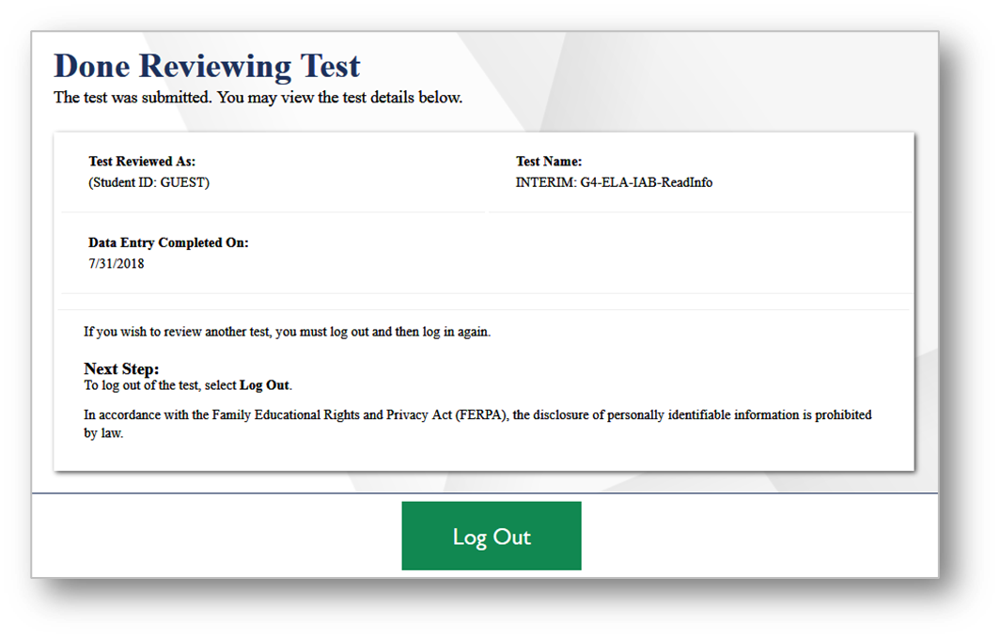 Done Reviewing Test
The test was submitted. You may view the test details below.
Test Reviewed As:
(Student ID: GUEST)
Test Name:
INTERIM: G4-ELA-IAB-ReadInfo
Data Entry Completed On:
7/31/2018
If you wish to review another test, you must log out and then log in again.
Next Step:
To log out of the test, select Log Out.
In accordance with the Family Educational Rights and Privacy Act (FERPA), the disclosure of personally identifiable information is prohibited
by law.
Log Out